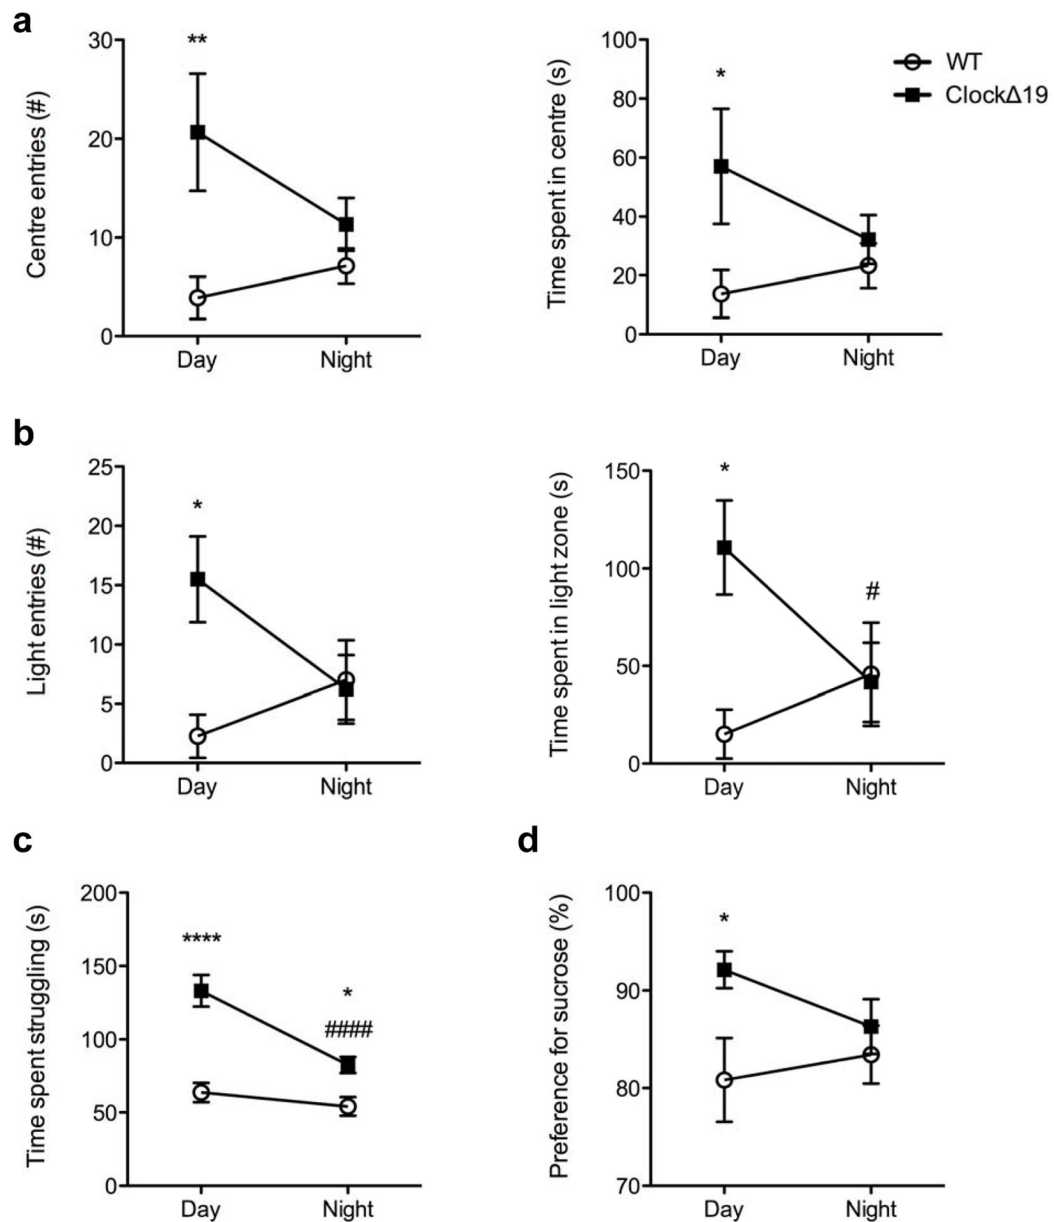 a
Centre entries (#)
30
20
10
0
**
Day
Night
Time spent in centre (s)
100
80
60
40
20
0
*
Day
Night
WT
ClockΔ19
b
Light entries (#)
25
20
15
10
5
0
*
Day
Night
Time spent in light zone (s)
150
100
50
0
*
#
Day
Night
c
Time spent struggling (s)
200
150
100
50
0
****
*
####
Day
Night
d
Preference for sucrose (%)
100
90
80
70
*
Day
Night